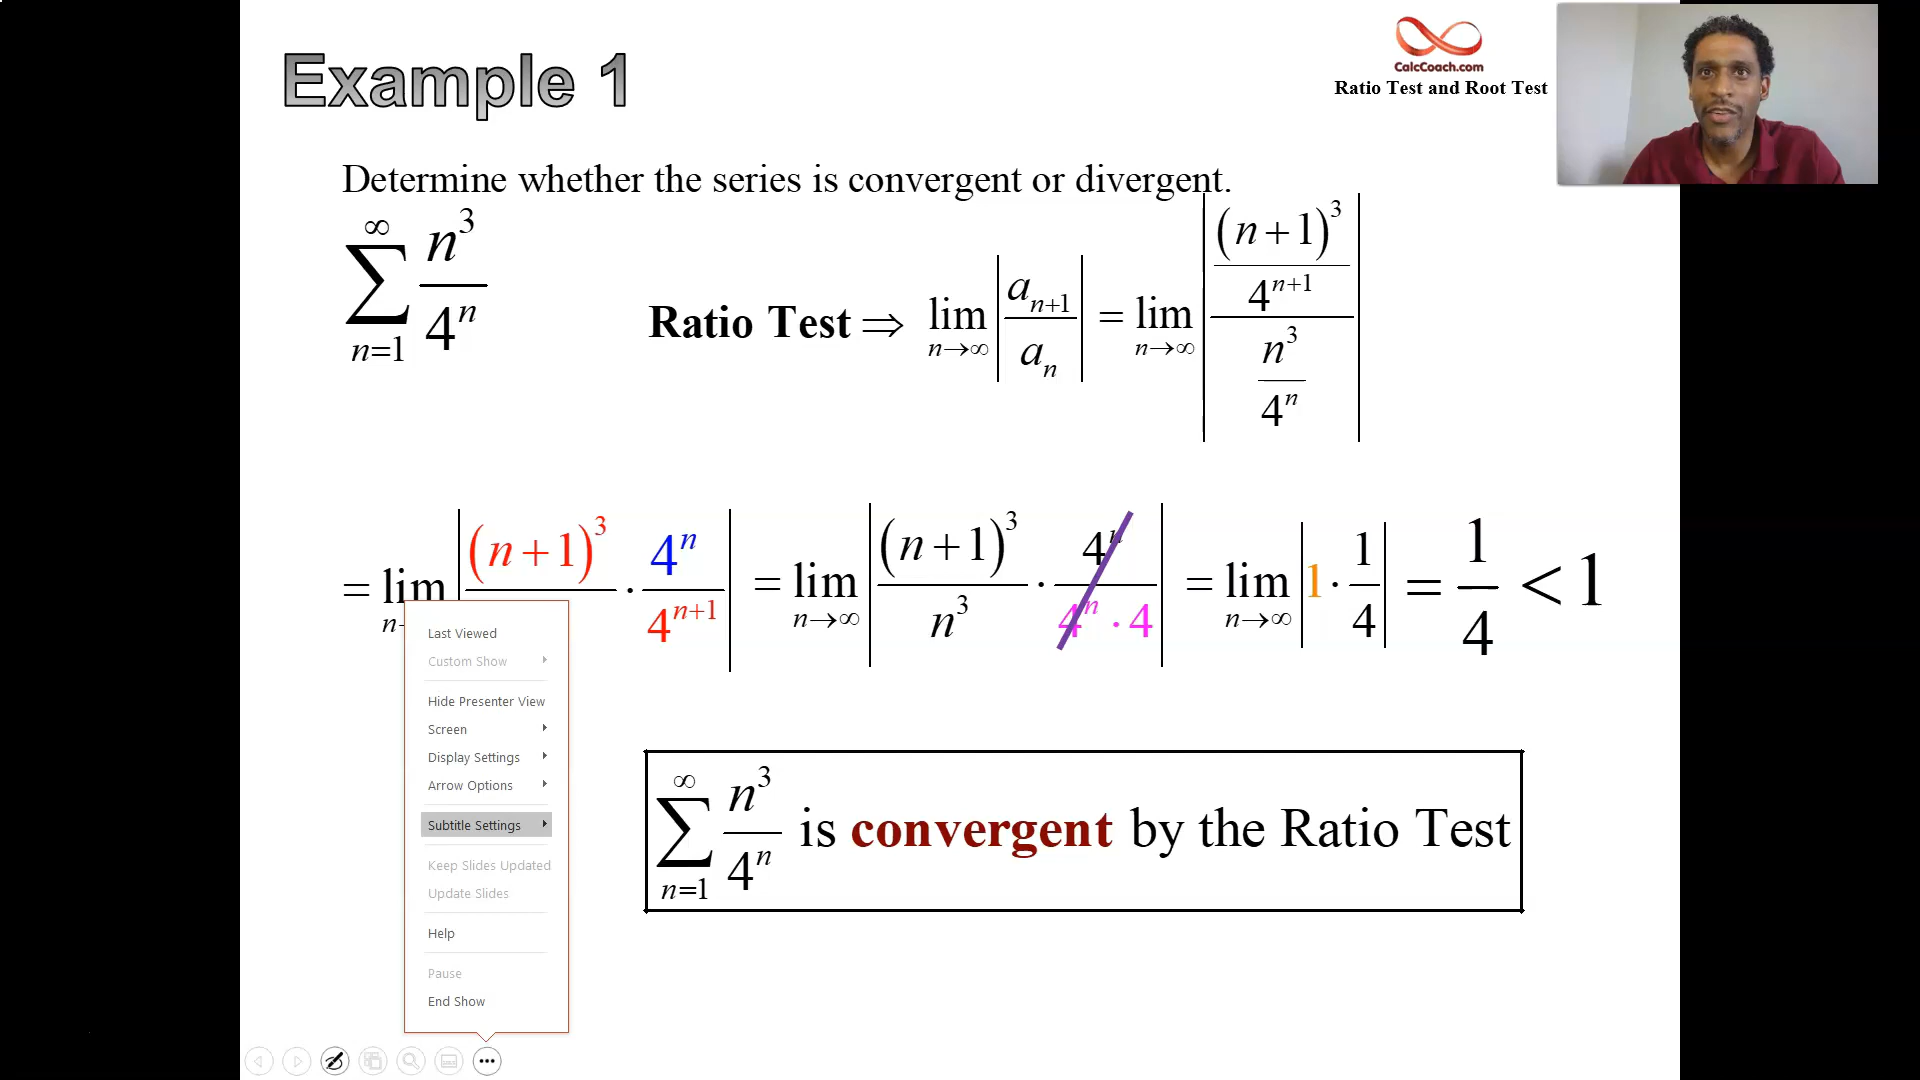 Example 1
CalcCoach.com
Ratio Test and Root Test
Determine whether the series is convergent or divergent.
∑_{n=1}^{∞} n³/4ⁿ
Ratio Test ⇒ lim_{n→∞} |a_{n+1}/a_n| = lim_{n→∞} |((n+1)³/4^{n+1})/(n³/4ⁿ)|
= lim_{n→} |(n+1)³/ · 4ⁿ/4^{n+1}| = lim_{n→∞} |(n+1)³/n³ · 4ⁿ/(4ⁿ · 4)| = lim_{n→∞} |1 · 1/4| = 1/4 < 1
Last Viewed
Custom Show
Hide Presenter View
Screen
Display Settings
Arrow Options
Subtitle Settings
Keep Slides Updated
Update Slides
Help
Pause
End Show
∑_{n=1}^{∞} n³/4ⁿ is convergent by the Ratio Test